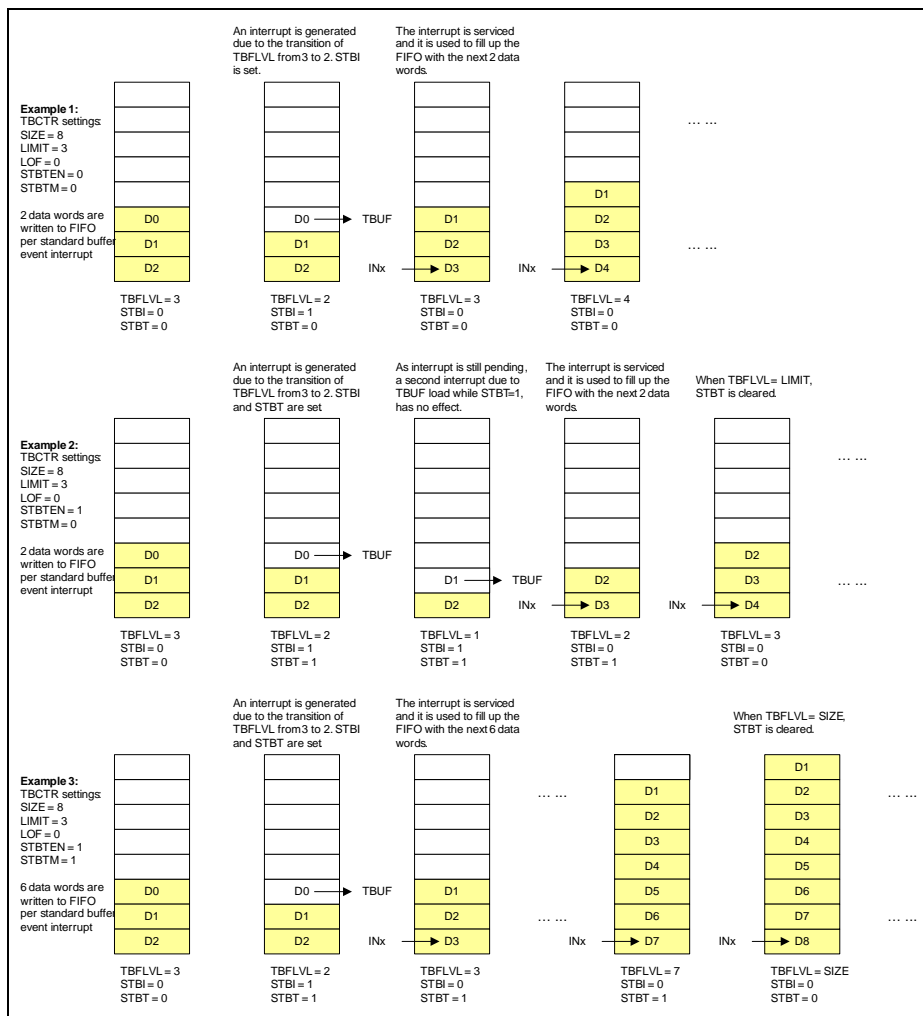 An interrupt is generated
due to the transition of
TBFLVL from 3 to 2. STBI
is set.
The interrupt is serviced
and it is used to fill up the
FIFO with the next 2 data
words.
Example 1:
TBCTR settings:
SIZE = 8
LIMIT = 3
LOF = 0
STBTEN = 0
STBTM = 0
2 data words are
written to FIFO
per standard buffer
event interrupt
D0
D1
D2
D0
TBUF
D1
D2
D1
D2
INx
D3
D1
D2
D3
INx
D4
... ...
... ...
TBFLVL = 3
STBI = 0
STBT = 0
TBFLVL = 2
STBI = 1
STBT = 0
TBFLVL = 3
STBI = 0
STBT = 0
TBFLVL = 4
STBI = 0
STBT = 0
An interrupt is generated
due to the transition of
TBFLVL from 3 to 2. STBI
and STBT are set
As interrupt is still pending,
a second interrupt due to
TBUF load while STBT=1,
has no effect.
The interrupt is serviced
and it is used to fill up the
FIFO with the next 2 data
words.
When TBFLVL = LIMIT,
STBT is cleared.
Example 2:
TBCTR settings:
SIZE = 8
LIMIT = 3
LOF = 0
STBTEN = 1
STBTM = 0
2 data words are
written to FIFO
per standard buffer
event interrupt
D0
D1
D2
D0
TBUF
D1
D2
D1
TBUF
D2
D2
INx
D3
D2
D3
INx
D4
... ...
... ...
TBFLVL = 3
STBI = 0
STBT = 0
TBFLVL = 2
STBI = 1
STBT = 1
TBFLVL = 1
STBI = 1
STBT = 1
TBFLVL = 2
STBI = 0
STBT = 1
TBFLVL = 3
STBI = 0
STBT = 0
An interrupt is generated
due to the transition of
TBFLVL from 3 to 2. STBI
and STBT are set
The interrupt is serviced
and it is used to fill up the
FIFO with the next 6 data
words.
When TBFLVL = SIZE,
STBT is cleared.
Example 3:
TBCTR settings:
SIZE = 8
LIMIT = 3
LOF = 0
STBTEN = 1
STBTM = 1
6 data words are
written to FIFO
per standard buffer
event interrupt
D0
D1
D2
D0
TBUF
D1
D2
D1
D2
INx
D3
... ...
... ...
D1
D2
D3
D4
D5
D6
INx
D7
D1
D2
D3
D4
D5
D6
D7
INx
D8
... ...
... ...
TBFLVL = 3
STBI = 0
STBT = 0
TBFLVL = 2
STBI = 1
STBT = 1
TBFLVL = 3
STBI = 0
STBT = 1
TBFLVL = 7
STBI = 0
STBT = 1
TBFLVL = SIZE
STBI = 0
STBT = 0